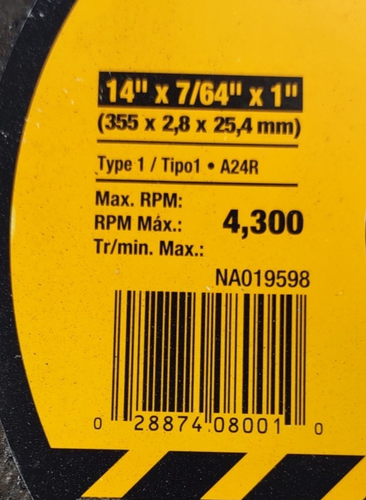 14" x 7/64" x 1"
(355 x 2,8 x 25,4 mm)
Type 1 / Tipo1 • A24R
Max. RPM:
RPM Máx.: 4,300
Tr/min. Max.:
NA019598
0 28874 08001 0